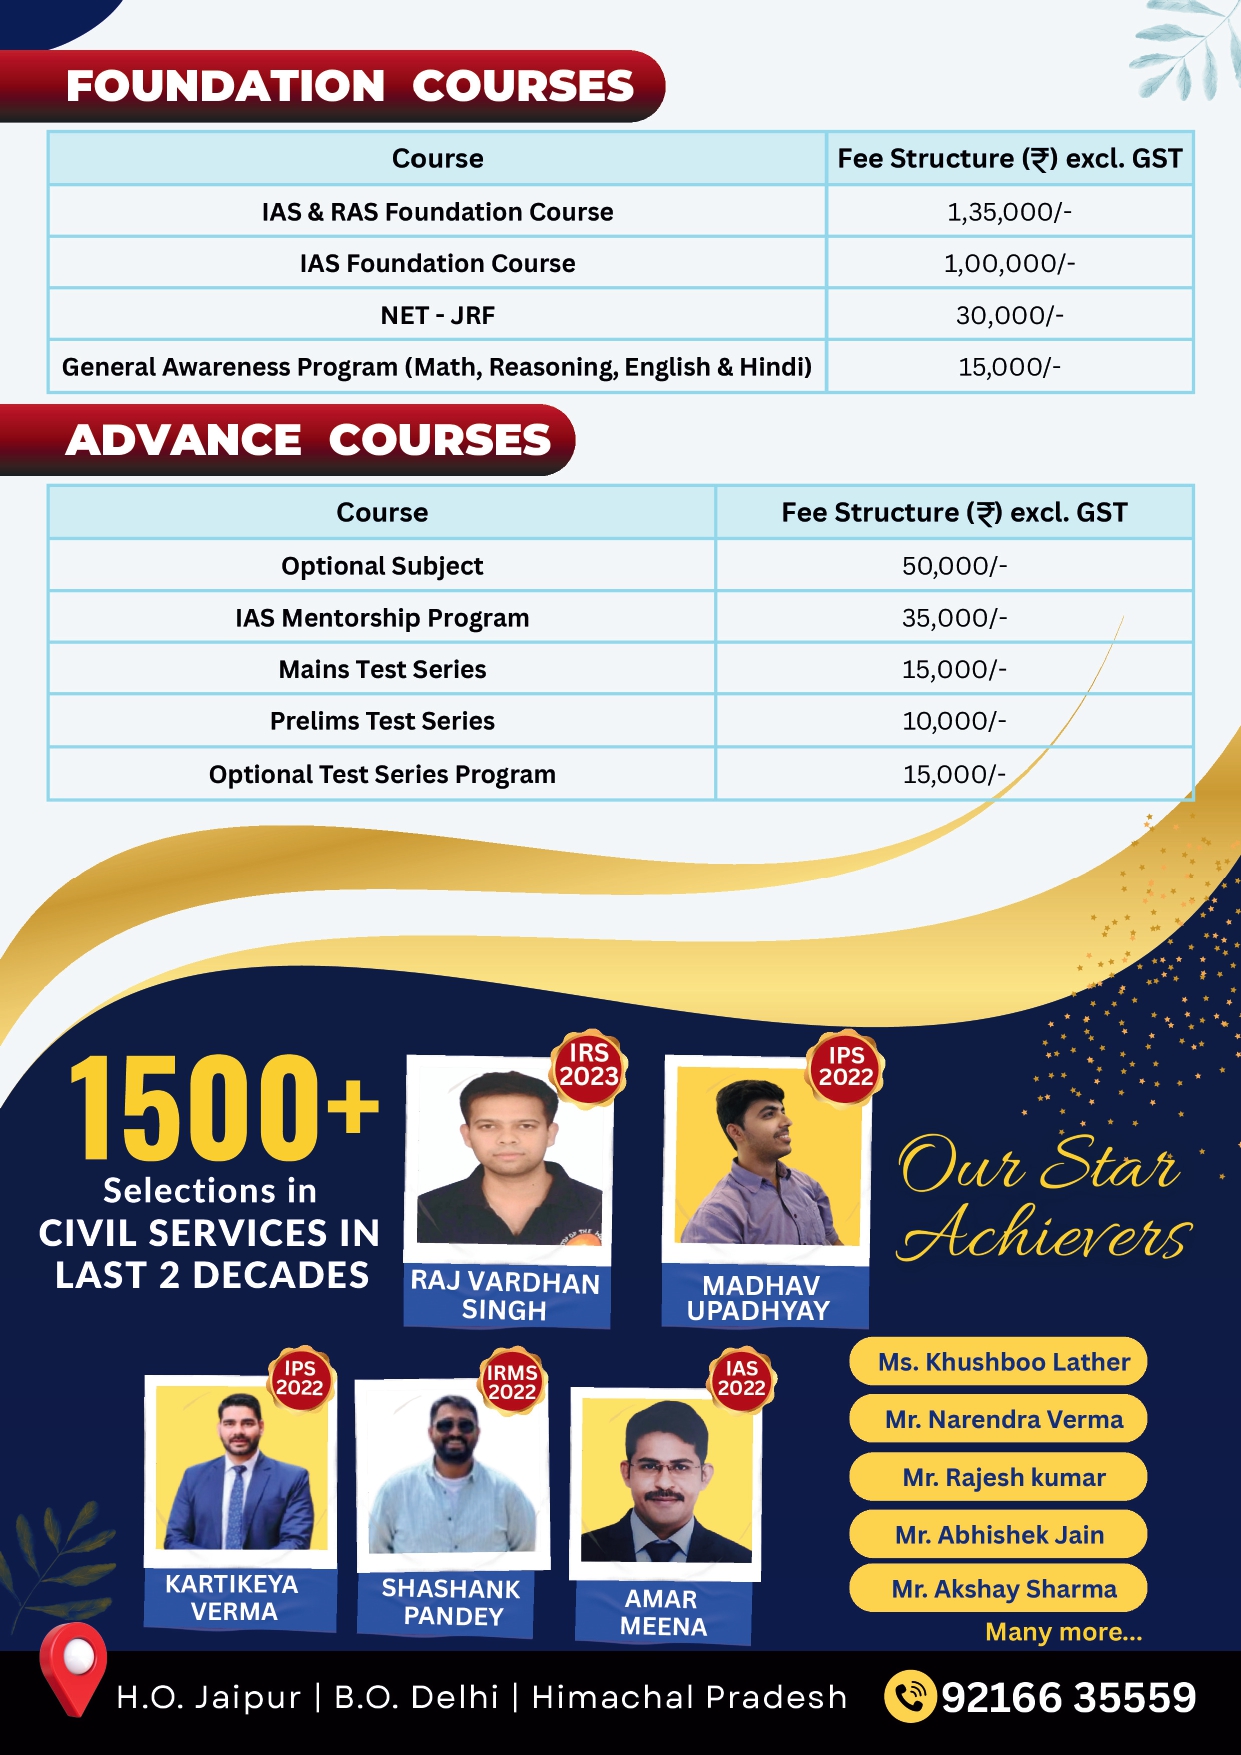 FOUNDATION COURSES
Course Fee Structure (₹) excl. GST
IAS & RAS Foundation Course 1,35,000/-
IAS Foundation Course 1,00,000/-
NET - JRF 30,000/-
General Awareness Program (Math, Reasoning, English & Hindi) 15,000/-
ADVANCE COURSES
Course Fee Structure (₹) excl. GST
Optional Subject 50,000/-
IAS Mentorship Program 35,000/-
Mains Test Series 15,000/-
Prelims Test Series 10,000/-
Optional Test Series Program 15,000/-
1500+
Selections in
CIVIL SERVICES IN
LAST 2 DECADES
IRS
2023
RAJ VARDHAN
SINGH
IPS
2022
MADHAV
UPADHYAY
Our Star
Achievers
IPS
2022
KARTIKEYA
VERMA
IRMS
2022
SHASHANK
PANDEY
IAS
2022
AMAR
MEENA
Ms. Khushboo Lather
Mr. Narendra Verma
Mr. Rajesh kumar
Mr. Abhishek Jain
Mr. Akshay Sharma
Many more...
H.O. Jaipur | B.O. Delhi | Himachal Pradesh
92166 35559